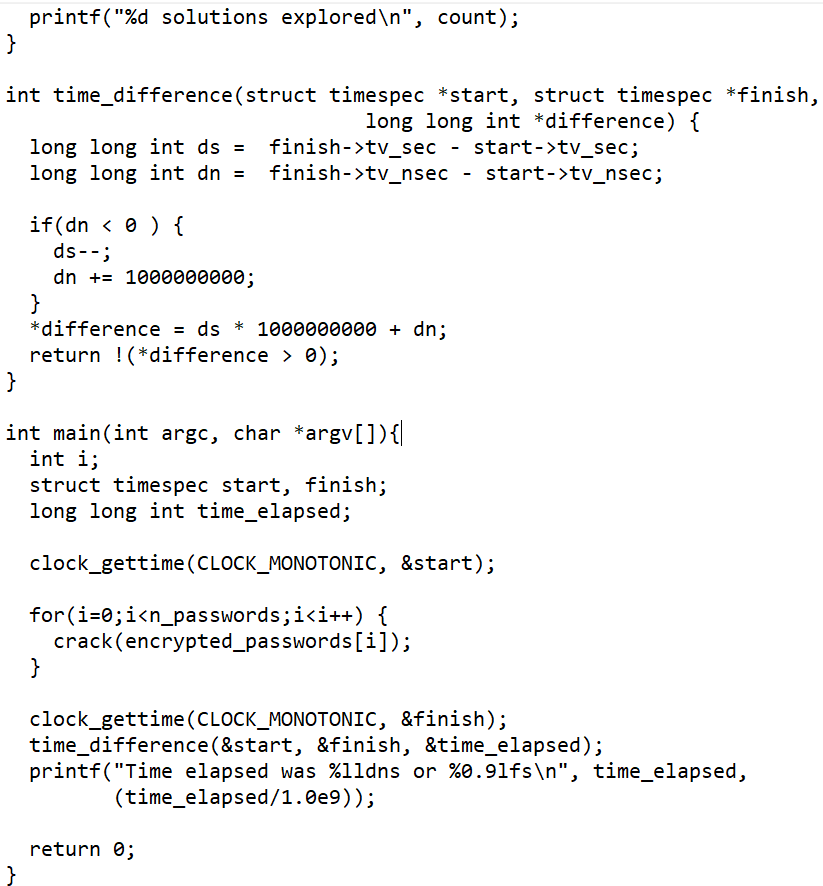 printf("%d solutions explored\n", count);
}

int time_difference(struct timespec *start, struct timespec *finish,
                              long long int *difference) {
  long long int ds =  finish->tv_sec - start->tv_sec;
  long long int dn =  finish->tv_nsec - start->tv_nsec;

  if(dn < 0 ) {
    ds--;
    dn += 1000000000;
  }
  *difference = ds * 1000000000 + dn;
  return !(*difference > 0);
}

int main(int argc, char *argv[]){
  int i;
  struct timespec start, finish;
  long long int time_elapsed;

  clock_gettime(CLOCK_MONOTONIC, &start);

  for(i=0;i<n_passwords;i<i++) {
    crack(encrypted_passwords[i]);
  }

  clock_gettime(CLOCK_MONOTONIC, &finish);
  time_difference(&start, &finish, &time_elapsed);
  printf("Time elapsed was %lldns or %0.9lfs\n", time_elapsed,
         (time_elapsed/1.0e9));

  return 0;
}